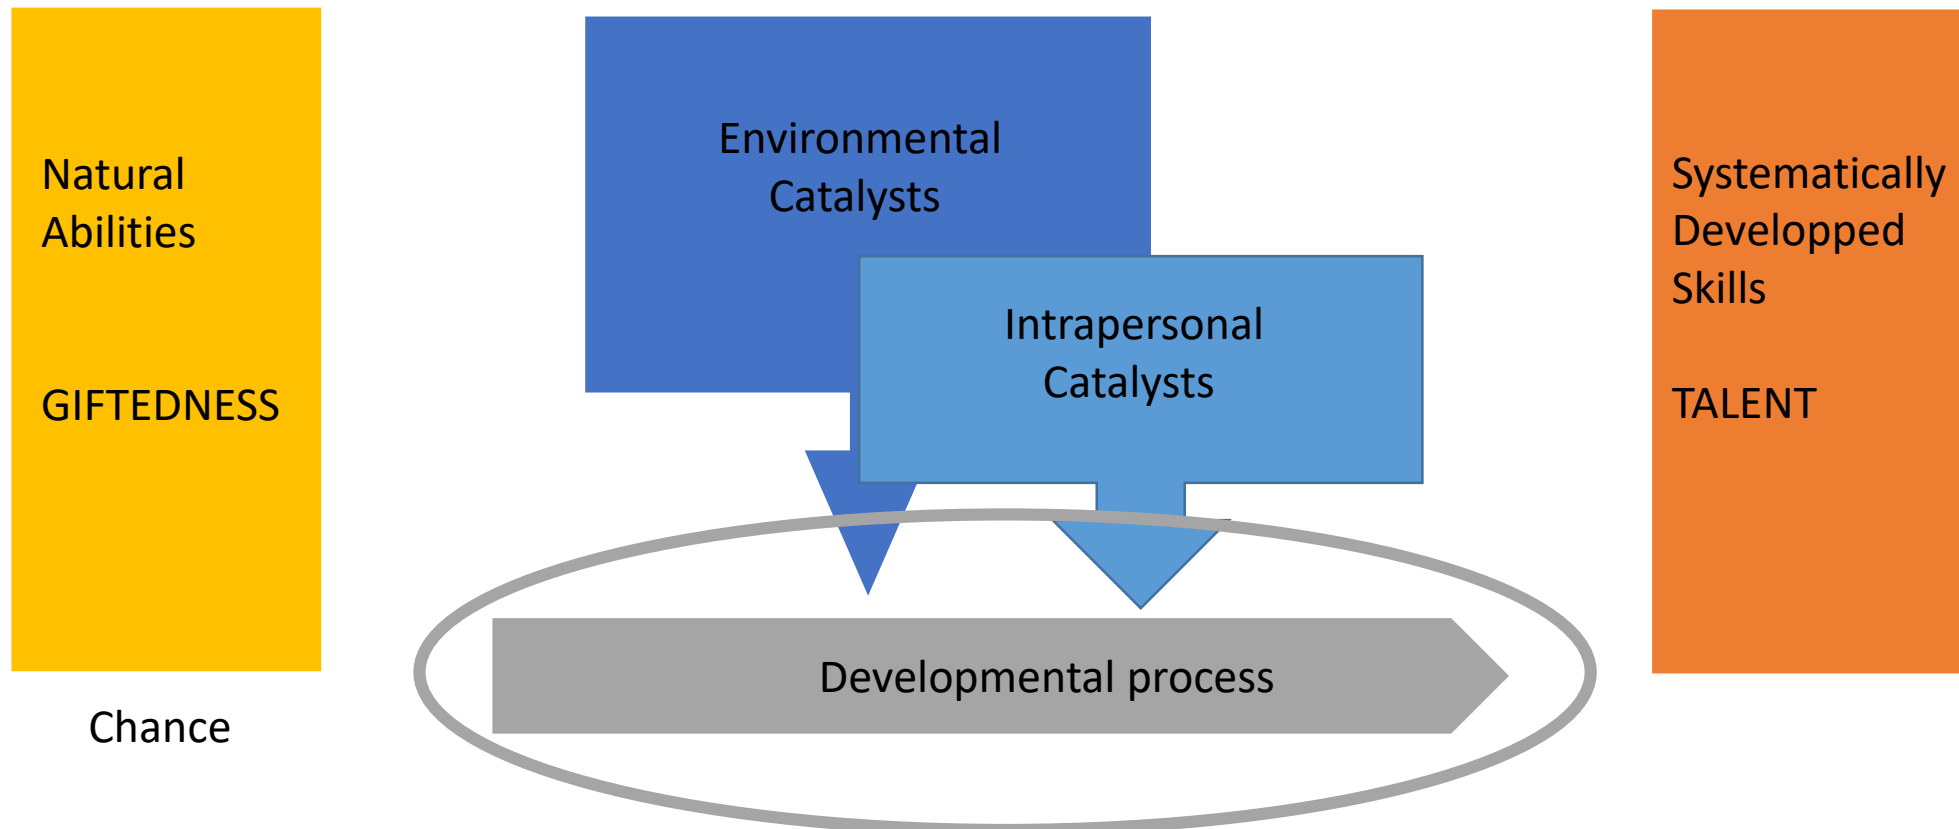 Natural
Abilities
GIFTEDNESS
Chance
Environmental
Catalysts
Intrapersonal
Catalysts
Developmental process
Systematically
Developped
Skills
TALENT